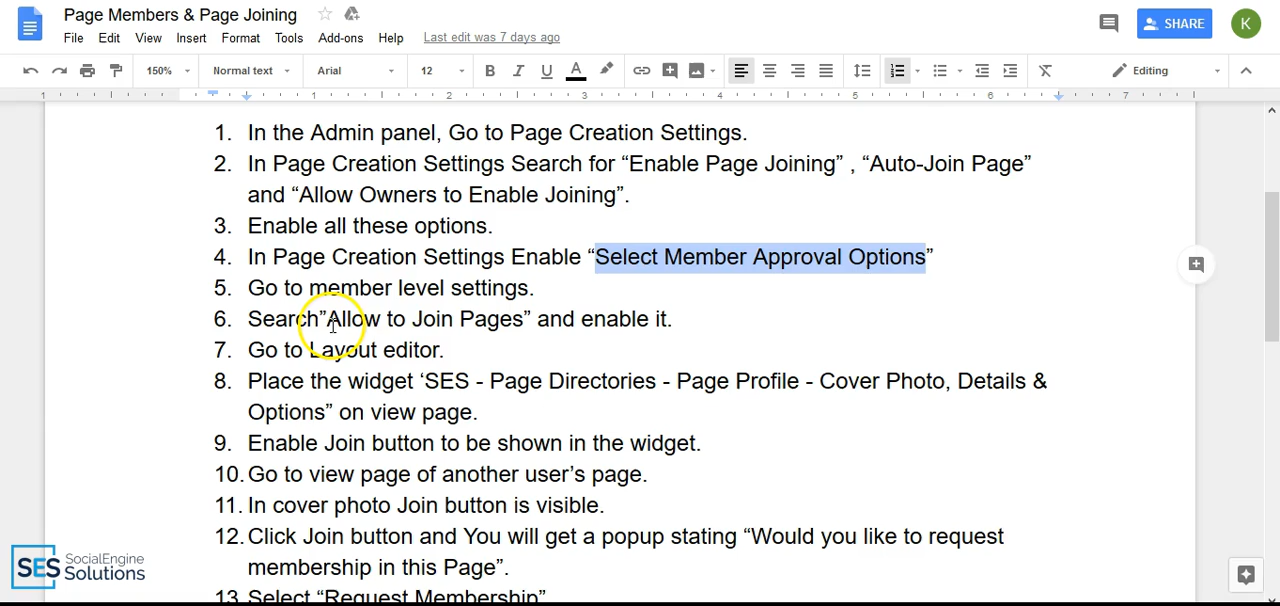 Page Members & Page Joining
SHARE
K
File Edit View Insert Format Tools Add-ons Help Last edit was 7 days ago
150% Normal text Arial 12 B I U A Editing
1 1 2 3 4 5 6 7
1. In the Admin panel, Go to Page Creation Settings.
2. In Page Creation Settings Search for “Enable Page Joining” , “Auto-Join Page”
and “Allow Owners to Enable Joining”.
3. Enable all these options.
4. In Page Creation Settings Enable “Select Member Approval Options”
5. Go to member level settings.
6. Search”Allow to Join Pages” and enable it.
7. Go to Layout editor.
8. Place the widget ‘SES - Page Directories - Page Profile - Cover Photo, Details &
Options” on view page.
9. Enable Join button to be shown in the widget.
10. Go to view page of another user’s page.
11. In cover photo Join button is visible.
12. Click Join button and You will get a popup stating “Would you like to request
membership in this Page”.
13. Select “Request Membership”
SES SocialEngine
Solutions